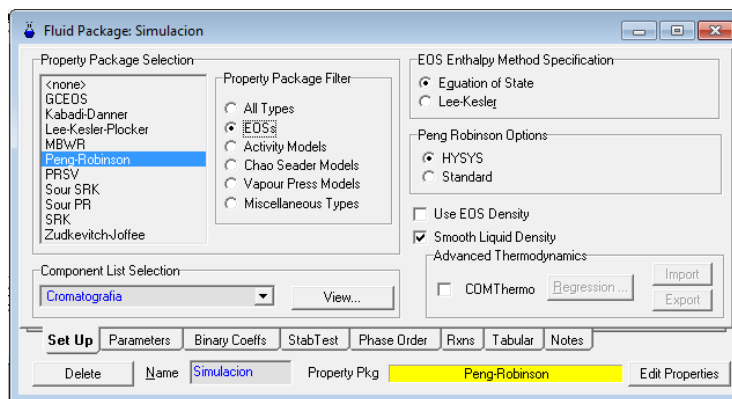 Fluid Package: Simulacion
Property Package Selection
<none>
GCEOS
Kabadi-Danner
Lee-Kesler-Plocker
MBWR
Peng-Robinson
PRSV
Sour SRK
Sour PR
SRK
Zudkevitch-Joffee
Property Package Filter
All Types
EOSs
Activity Models
Chao Seader Models
Vapour Press Models
Miscellaneous Types
EOS Enthalpy Method Specification
Equation of State
Lee-Kesler
Peng Robinson Options
HYSYS
Standard
Use EOS Density
Smooth Liquid Density
Advanced Thermodynamics
COMThermo
Regression ...
Import
Export
Component List Selection
Cromatografia
View...
Set Up Parameters Binary Coeffs StabTest Phase Order Rxns Tabular Notes
Delete Name Simulacion Property Pkg Peng-Robinson Edit Properties